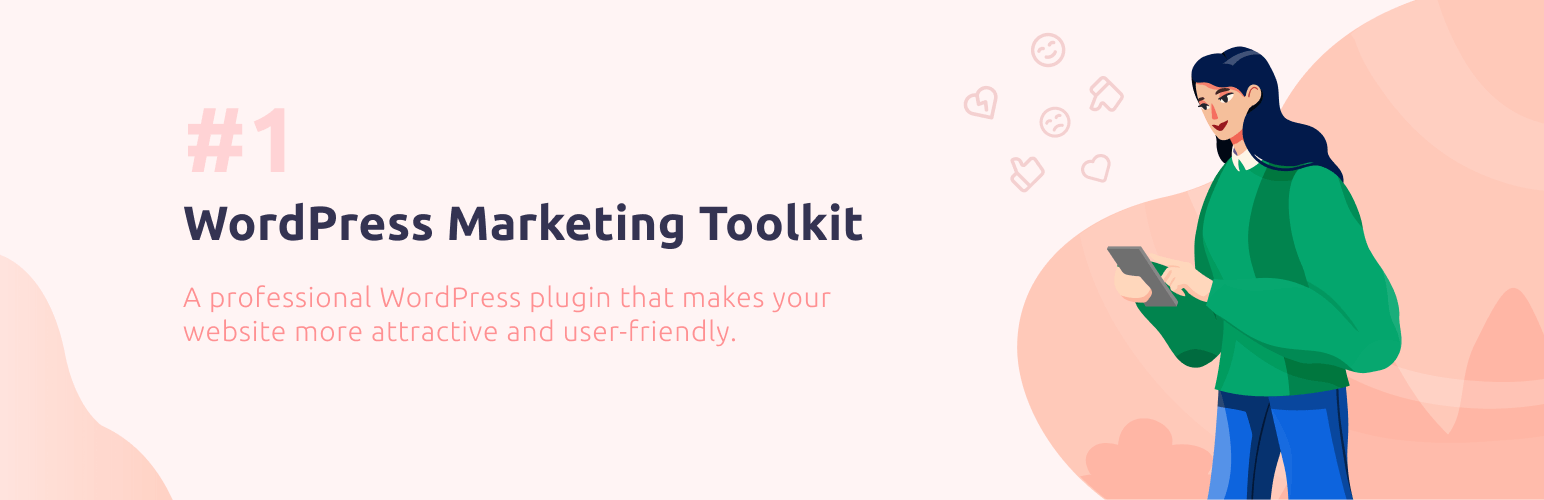 #1
WordPress Marketing Toolkit
A professional WordPress plugin that makes your
website more attractive and user-friendly.